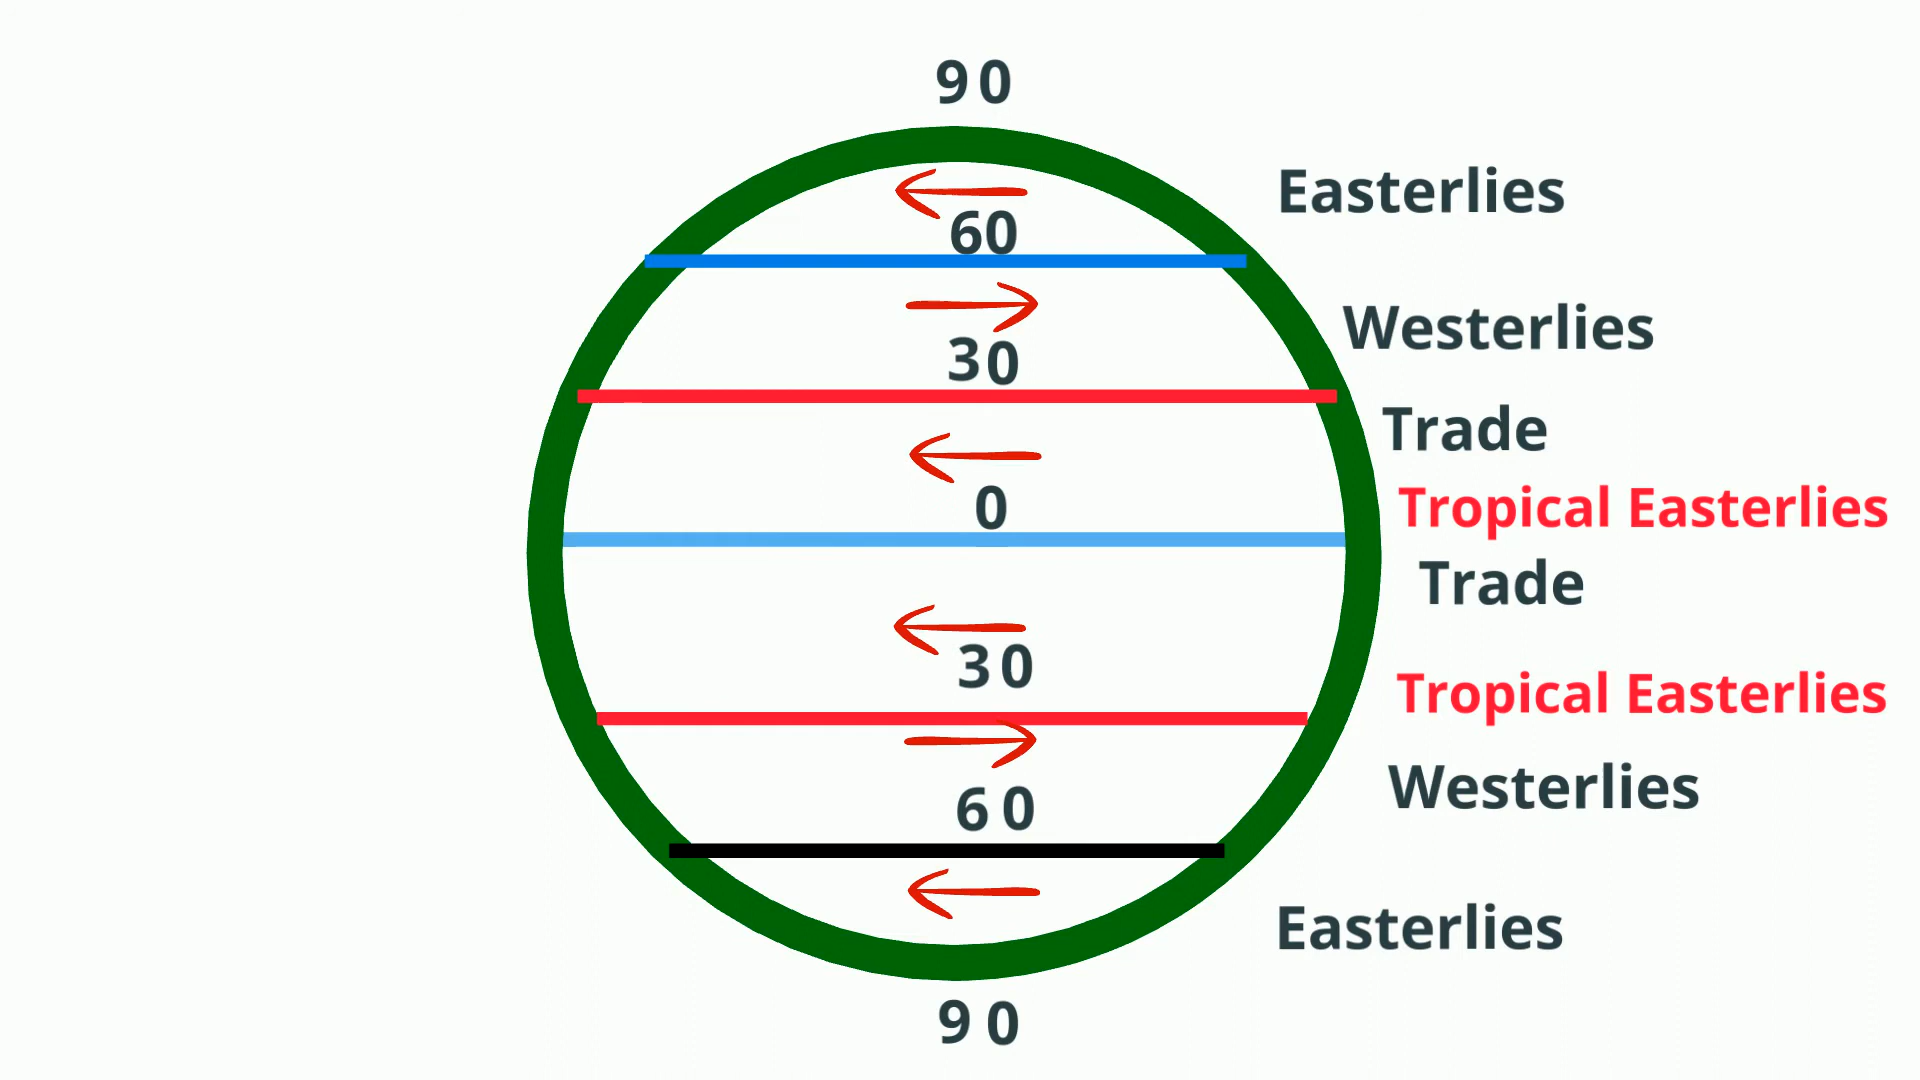 90
Easterlies
60
Westerlies
30
Trade
Tropical Easterlies
0
Trade
30
Tropical Easterlies
Westerlies
60
Easterlies
90